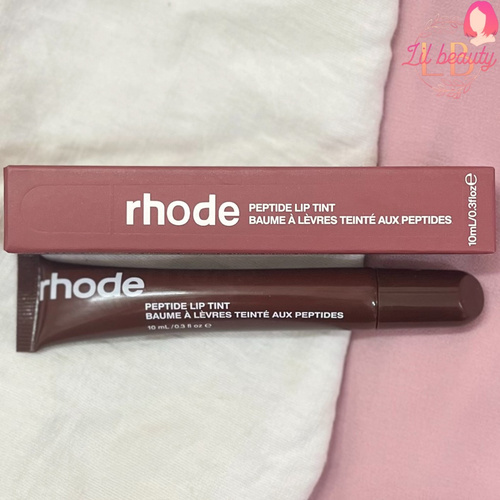 Lil beauty
LB
rhode
PEPTIDE LIP TINT
BAUME À LÈVRES TEINTÉ AUX PEPTIDES
10mL/0.3floz℮
rhode
PEPTIDE LIP TINT
BAUME À LÈVRES TEINTÉ AUX PEPTIDES
10 mL /0.3 fl oz ℮